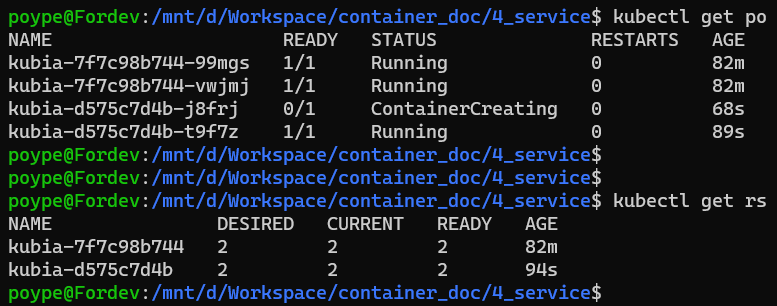 poype@Fordev:/mnt/d/Workspace/container_doc/4_service$ kubectl get po
NAME READY STATUS RESTARTS AGE
kubia-7f7c98b744-99mgs 1/1 Running 0 82m
kubia-7f7c98b744-vwjmj 1/1 Running 0 82m
kubia-d575c7d4b-j8frj 0/1 ContainerCreating 0 68s
kubia-d575c7d4b-t9f7z 1/1 Running 0 89s
poype@Fordev:/mnt/d/Workspace/container_doc/4_service$
poype@Fordev:/mnt/d/Workspace/container_doc/4_service$
poype@Fordev:/mnt/d/Workspace/container_doc/4_service$ kubectl get rs
NAME DESIRED CURRENT READY AGE
kubia-7f7c98b744 2 2 2 82m
kubia-d575c7d4b 2 2 2 94s
poype@Fordev:/mnt/d/Workspace/container_doc/4_service$